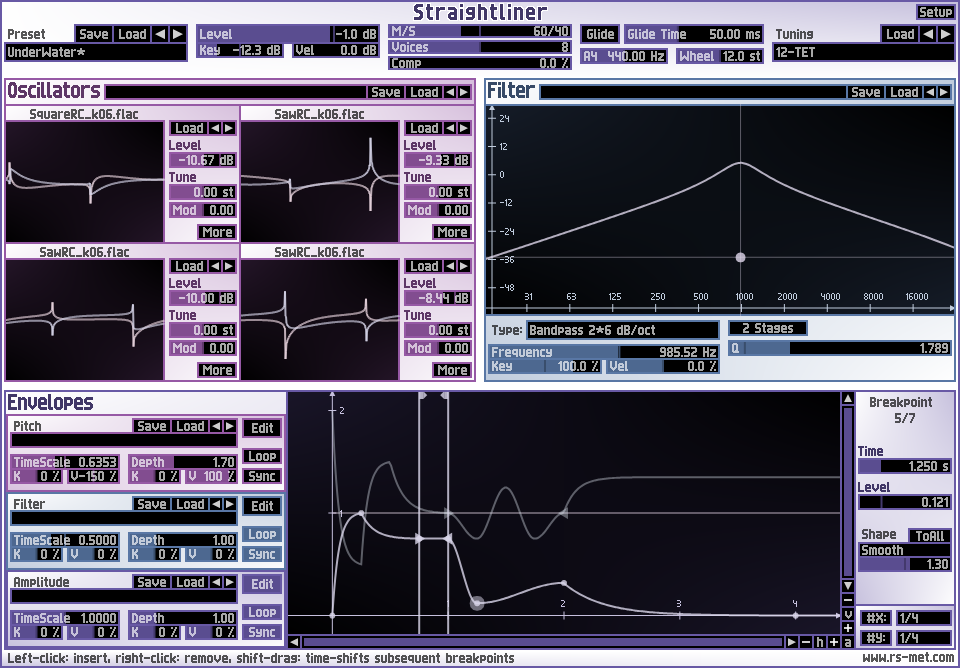 Straightliner
Setup
Preset Save Load
UnderWater*
Level -1.0 dB
Key -12.3 dB Vel 0.0 dB
M/S 60/40
Voices 8
Comp 0.0 %
Glide Glide Time 50.00 ms
A4 440.00 Hz Wheel 12.0 st
Tuning Load
12-TET
Oscillators Save Load
SquareRC_k06.flac
Load
Level
-10.67 dB
Tune
0.00 st
Mod 0.00
More
SawRC_k06.flac
Load
Level
-9.33 dB
Tune
0.00 st
Mod 0.00
More
SawRC_k06.flac
Load
Level
-10.00 dB
Tune
0.00 st
Mod 0.00
More
SawRC_k06.flac
Load
Level
-8.44 dB
Tune
0.00 st
Mod 0.00
More
Filter Save Load
24
12
0
-12
-24
-36
-48
31 63 125 250 500 1000 2000 4000 8000 16000
Type: Bandpass 2*6 dB/oct
2 Stages
Frequency 985.52 Hz
Key 100.0 % Vel 0.0 %
Q 1.789
Envelopes
Pitch Save Load Edit
Loop
TimeScale 0.6353 Depth 1.70
K 0 % V-150 % K 0 % V 100 % Sync
Filter Save Load Edit
TimeScale 0.5000 Depth 1.00 Loop
K 0 % V 0 % K 0 % V 0 % Sync
Amplitude Save Load Edit
TimeScale 1.0000 Depth 1.00 Loop
K 0 % V 0 % K 0 % V 0 % Sync
2
1
2 3 4
- h + a
- v +
Breakpoint
5/7
Time
1.250 s
Level
0.121
Shape ToAll
Smooth
1.30
#X: 1/4
#Y: 1/4
Left-click: insert, right-click: remove, shift-drag: time-shifts subsequent breakpoints
www.rs-met.com